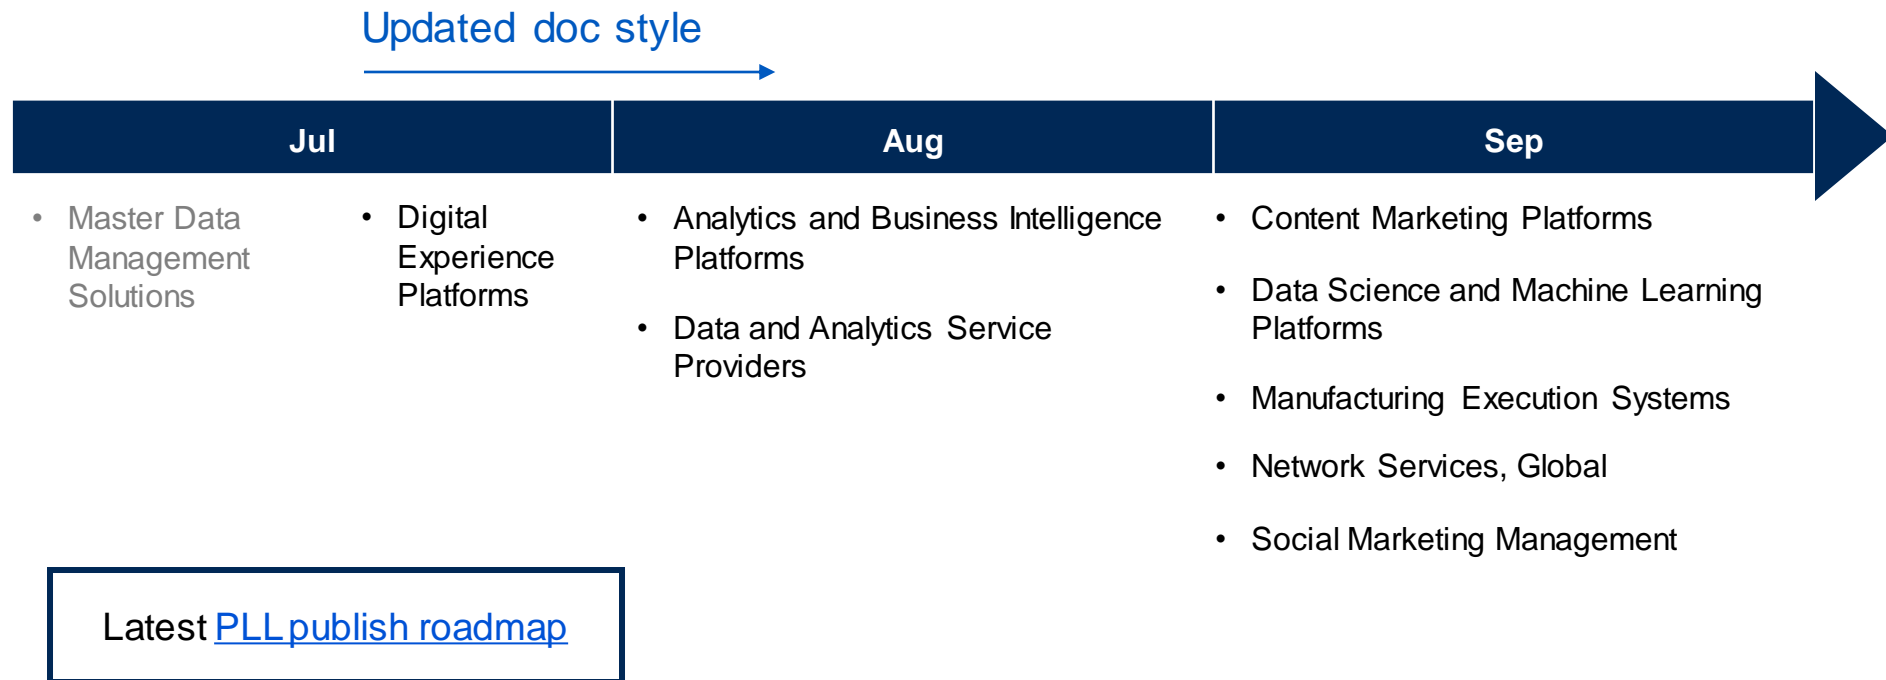 Updated doc style
Jul
Aug
Sep
• Master Data
Management
Solutions
• Digital
Experience
Platforms
• Analytics and Business Intelligence
Platforms
• Data and Analytics Service
Providers
• Content Marketing Platforms
• Data Science and Machine Learning
Platforms
• Manufacturing Execution Systems
• Network Services, Global
• Social Marketing Management
Latest PLL publish roadmap